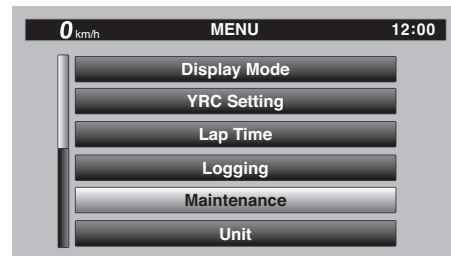 0 km/h MENU 12:00
Display Mode
YRC Setting
Lap Time
Logging
Maintenance
Unit